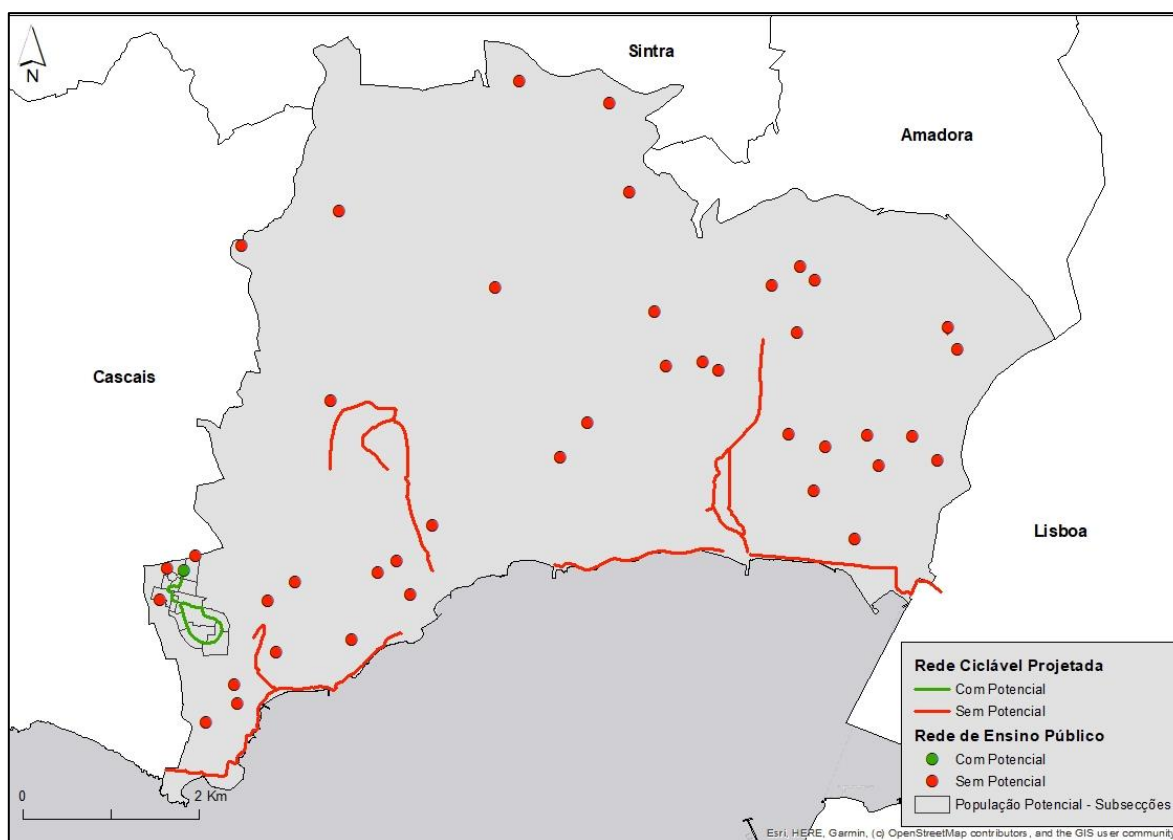 N
Sintra
Amadora
Cascais
Lisboa
0
2 Km
Rede Ciclável Projetada
Com Potencial
Sem Potencial
Rede de Ensino Público
Com Potencial
Sem Potencial
População Potencial - Subsecções
Esri, HERE, Garmin, (c) OpenStreetMap contributors, and the GIS user community